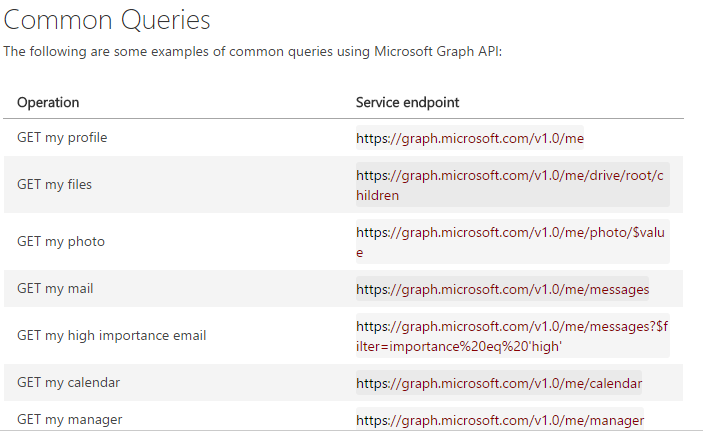 Common Queries
The following are some examples of common queries using Microsoft Graph API:
Operation Service endpoint
GET my profile https://graph.microsoft.com/v1.0/me
GET my files https://graph.microsoft.com/v1.0/me/drive/root/c
hildren
GET my photo https://graph.microsoft.com/v1.0/me/photo/$valu
e
GET my mail https://graph.microsoft.com/v1.0/me/messages
GET my high importance email https://graph.microsoft.com/v1.0/me/messages?$f
ilter=importance%20eq%20'high'
GET my calendar https://graph.microsoft.com/v1.0/me/calendar
GET my manager https://graph.microsoft.com/v1.0/me/manager